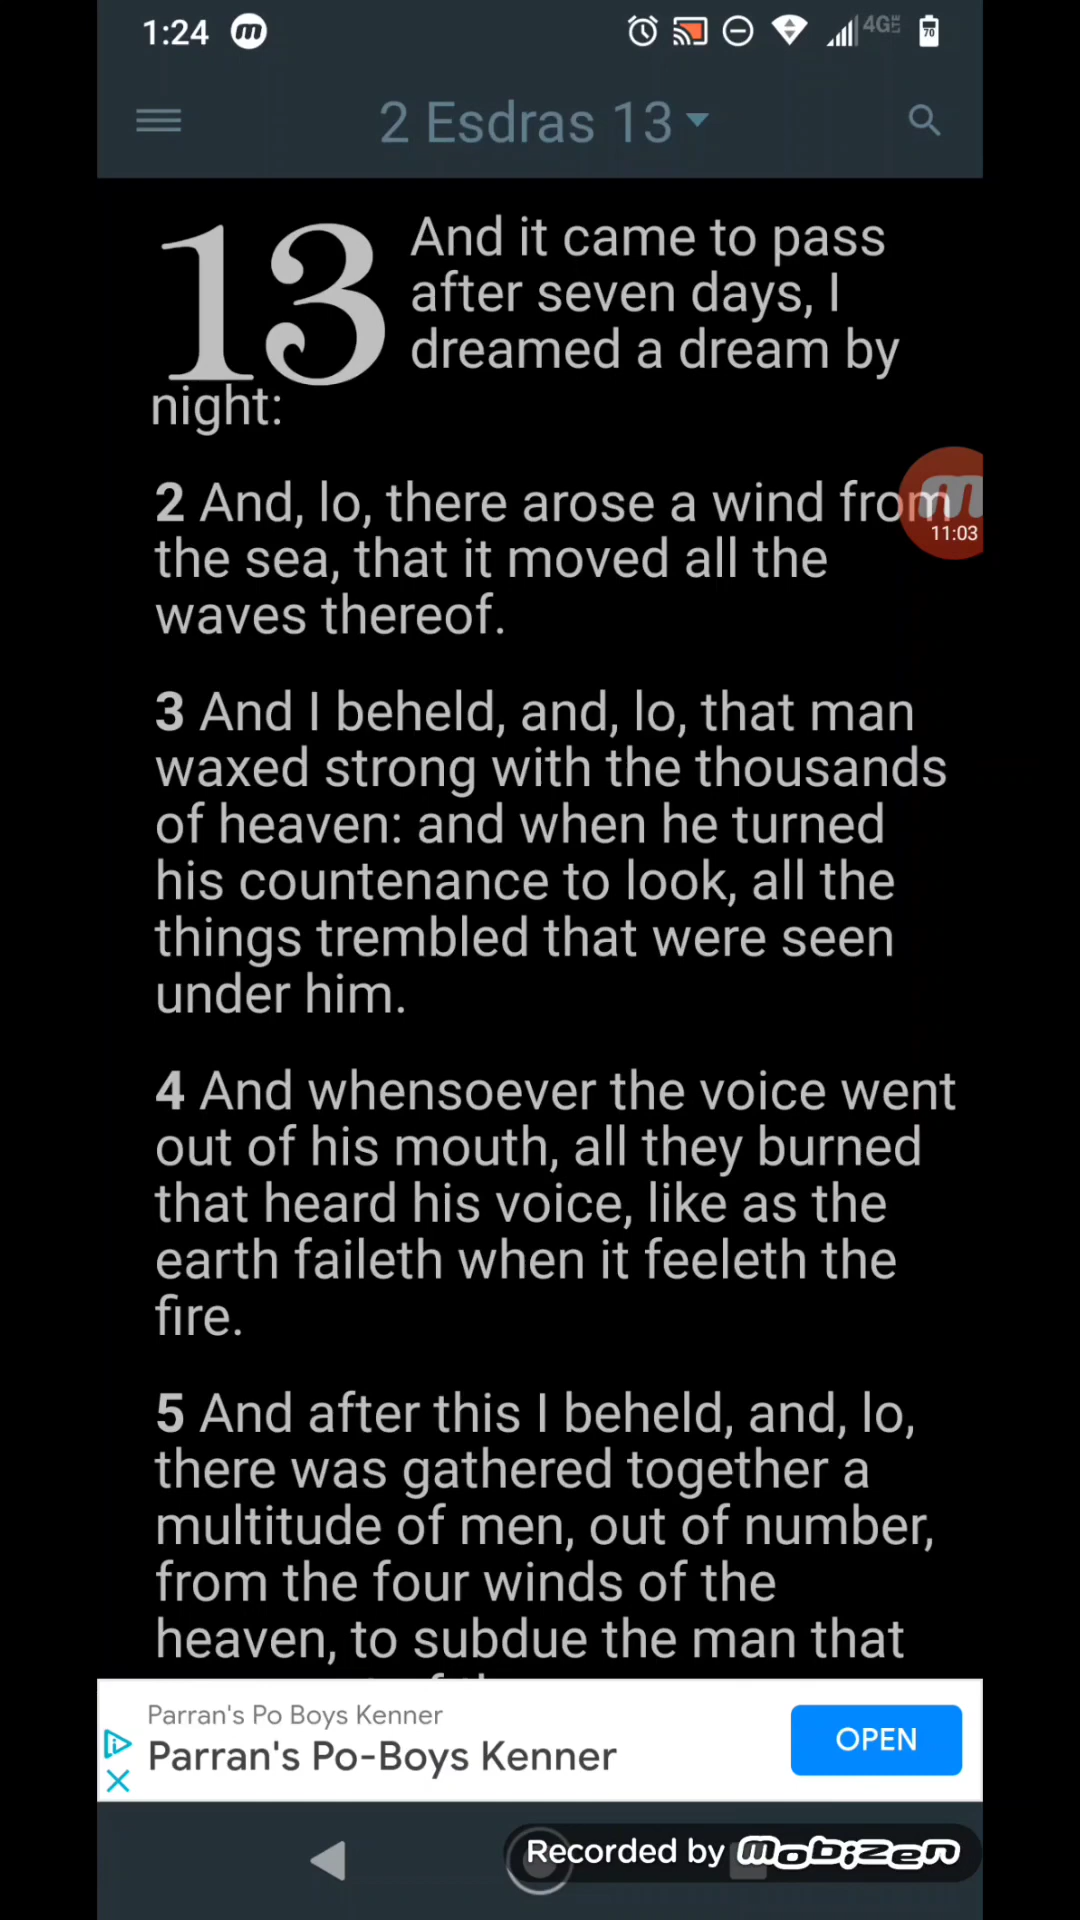 1:24
4G LTE
70
2 Esdras 13
13 And it came to pass
after seven days, I
dreamed a dream by
night:
2 And, lo, there arose a wind from
the sea, that it moved all the
waves thereof.
11:03
3 And I beheld, and, lo, that man
waxed strong with the thousands
of heaven: and when he turned
his countenance to look, all the
things trembled that were seen
under him.
4 And whensoever the voice went
out of his mouth, all they burned
that heard his voice, like as the
earth faileth when it feeleth the
fire.
5 And after this I beheld, and, lo,
there was gathered together a
multitude of men, out of number,
from the four winds of the
heaven, to subdue the man that
Parran's Po Boys Kenner
Parran's Po-Boys Kenner
OPEN
Recorded by mobizen